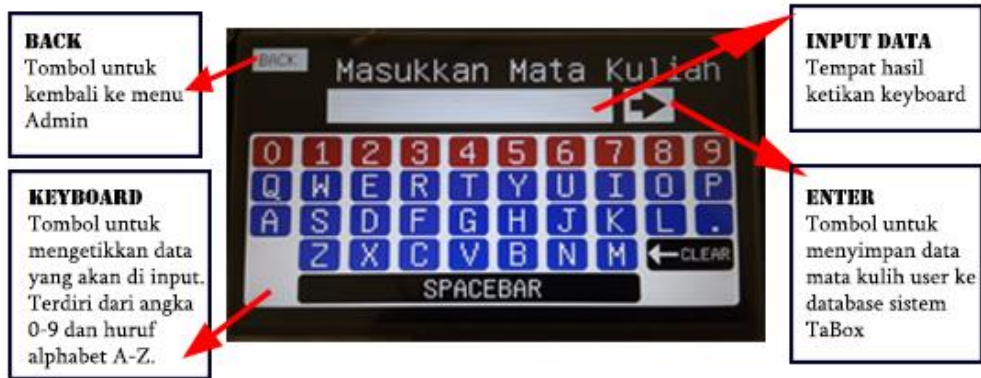 BACK
Tombol untuk
kembali ke menu
Admin
KEYBOARD
Tombol untuk
mengetikkan data
yang akan di input.
Terdiri dari angka
0-9 dan huruf
alphabet A-Z.
BACK
Masukkan Mata Kuliah
0 1 2 3 4 5 6 7 8 9
Q W E R T Y U I O P
A S D F G H J K L .
Z X C V B N M ←CLEAR
SPACEBAR
INPUT DATA
Tempat hasil
ketikan keyboard
ENTER
Tombol untuk
menyimpan data
mata kulih user ke
database sistem
TaBox